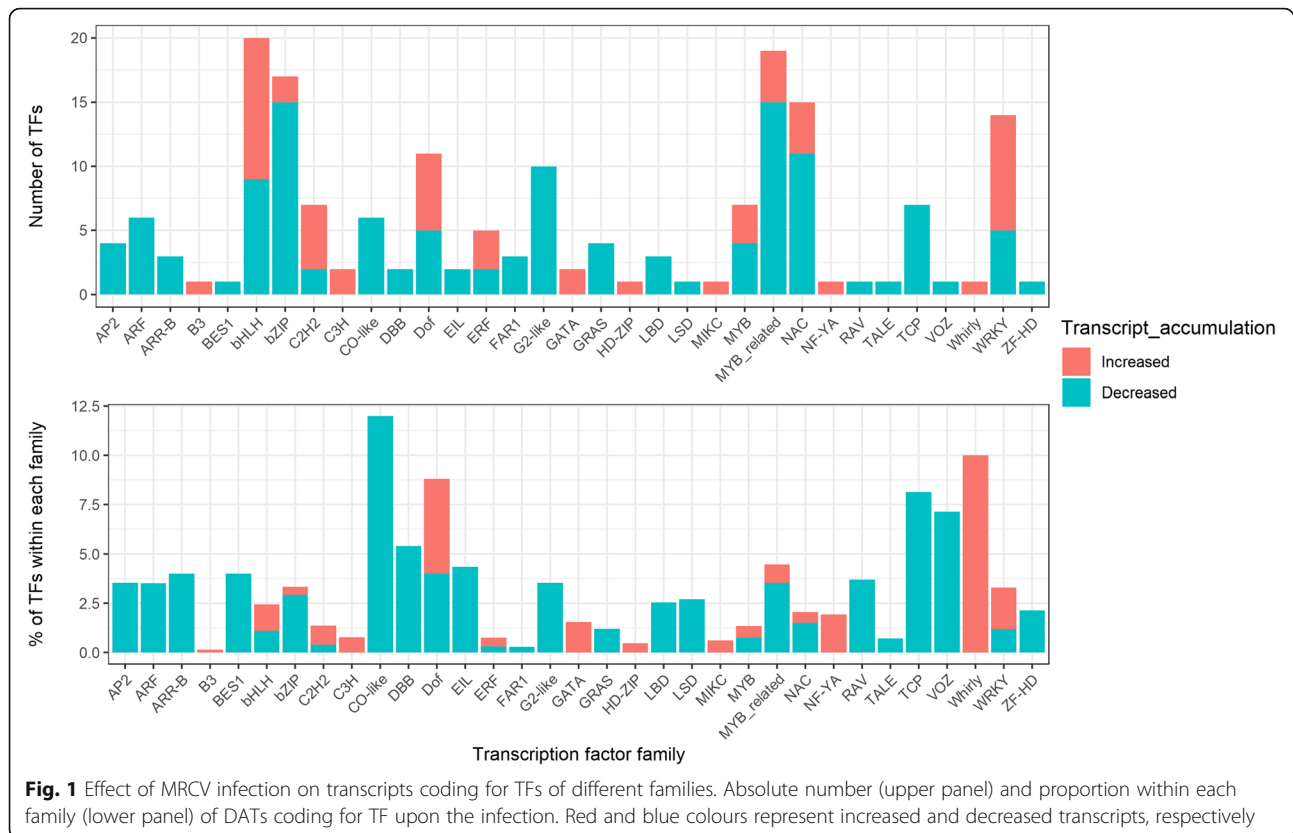 20
15
10
5
0
Number of TFs
AP2 ARF ARR-B B3 BES1 bHLH bZIP C2H2 C3H CO-like DBB Dof EIL ERF FAR1 G2-like GATA GRAS HD-ZIP LBD LSD MIKC MYB MYB_related NAC NF-YA RAV TALE TCP VOZ Whirly WRKY ZF-HD
Transcript_accumulation
Increased
Decreased
12.5
10.0
7.5
5.0
2.5
0.0
% of TFs within each family
AP2 ARF ARR-B B3 BES1 bHLH bZIP C2H2 C3H CO-like DBB Dof EIL ERF FAR1 G2-like GATA GRAS HD-ZIP LBD LSD MIKC MYB MYB_related NAC NF-YA RAV TALE TCP VOZ Whirly WRKY ZF-HD
Transcription factor family
Fig. 1 Effect of MRCV infection on transcripts coding for TFs of different families. Absolute number (upper panel) and proportion within each
family (lower panel) of DATs coding for TF upon the infection. Red and blue colours represent increased and decreased transcripts, respectively